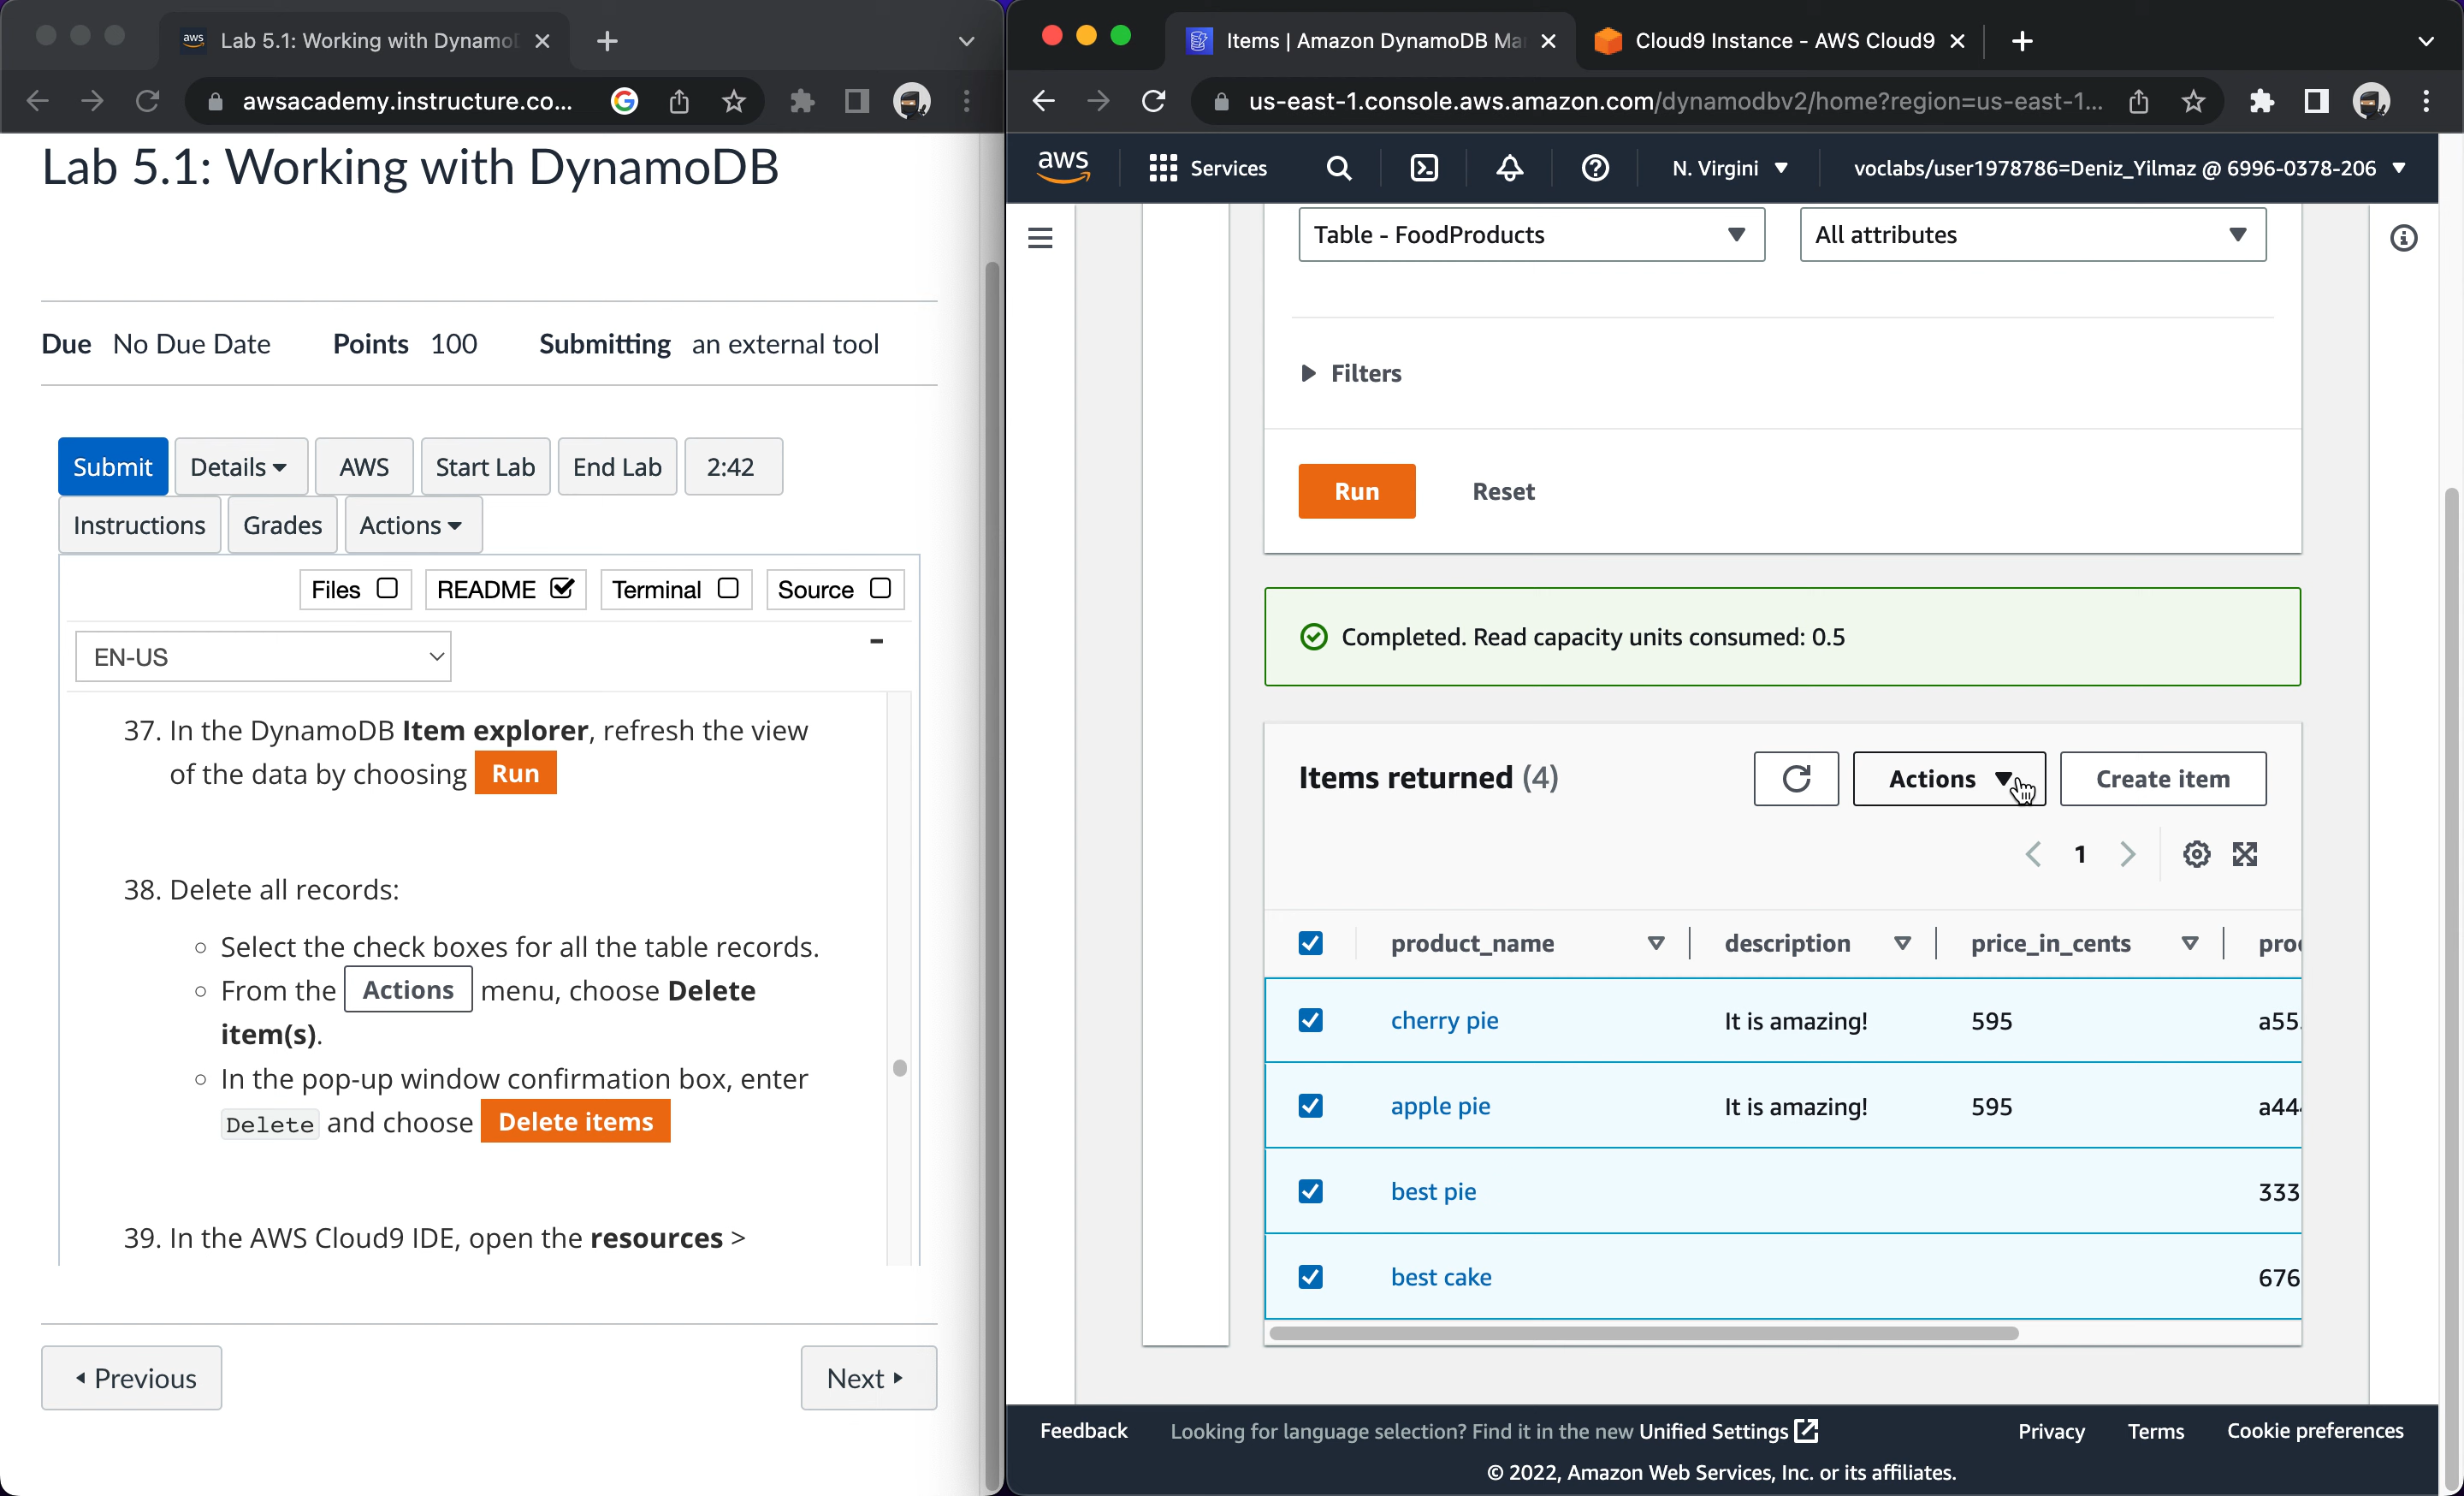 Lab 5.1: Working with Dynamo
awsacademy.instructure.co...
Lab 5.1: Working with DynamoDB
Due No Due Date Points 100 Submitting an external tool
Submit Details AWS Start Lab End Lab 2:42
Instructions Grades Actions
Files README Terminal Source
EN-US
37. In the DynamoDB Item explorer, refresh the view
of the data by choosing Run
38. Delete all records:
Select the check boxes for all the table records.
From the Actions menu, choose Delete
item(s).
In the pop-up window confirmation box, enter
Delete and choose Delete items
39. In the AWS Cloud9 IDE, open the resources >
Previous Next
Items | Amazon DynamoDB Ma
Cloud9 Instance - AWS Cloud9
us-east-1.console.aws.amazon.com/dynamodbv2/home?region=us-east-1...
aws Services N. Virgini voclabs/user1978786=Deniz_Yilmaz @ 6996-0378-206
Table - FoodProducts All attributes
Filters
Run Reset
Completed. Read capacity units consumed: 0.5
Items returned (4) Actions Create item
1
product_name description price_in_cents pro
cherry pie It is amazing! 595 a55
apple pie It is amazing! 595 a44
best pie 333
best cake 676
Feedback Looking for language selection? Find it in the new Unified Settings Privacy Terms Cookie preferences
© 2022, Amazon Web Services, Inc. or its affiliates.